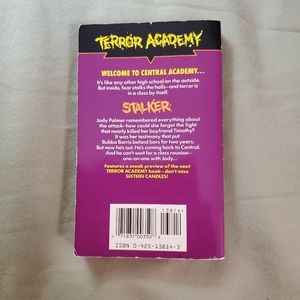 TERROR ACADEMY
WELCOME TO CENTRAL ACADEMY...
It's like any other high school on the outside.
But inside, fear stalks the halls—and terror is
in a class by itself.
STALKER:
Jody Palmer remembered everything about
the attack—how could she forget the fight
that nearly killed her boyfriend Timothy?
It was her testimony that put
Bubba Barris behind bars for two years.
But now he's out. He's coming back to Central.
And he can't wait for a class reunion—
one-on-one with Jody...
Features a sneak preview of the next
TERROR ACADEMY book—don't miss
SIXTEEN CANDLES!
13814
71831 00350
ISBN 0-425-13814-3